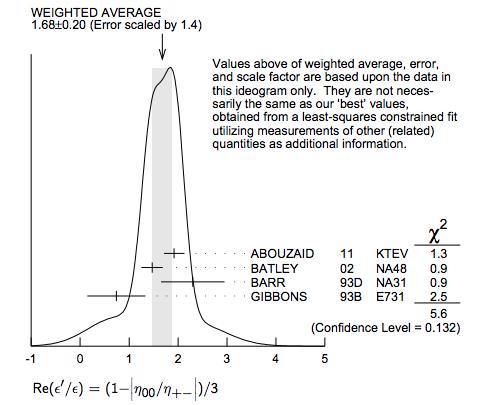 WEIGHTED AVERAGE
1.68±0.20 (Error scaled by 1.4)
Values above of weighted average, error,
and scale factor are based upon the data in
this ideogram only. They are not neces-
sarily the same as our 'best' values,
obtained from a least-squares constrained fit
utilizing measurements of other (related)
quantities as additional information.
χ2
ABOUZAID 11 KTEV 1.3
BATLEY 02 NA48 0.9
BARR 93D NA31 0.9
GIBBONS 93B E731 2.5
5.6
(Confidence Level = 0.132)
-1 0 1 2 3 4 5
Re(ϵ′/ϵ) = (1−|η00/η+−|)/3